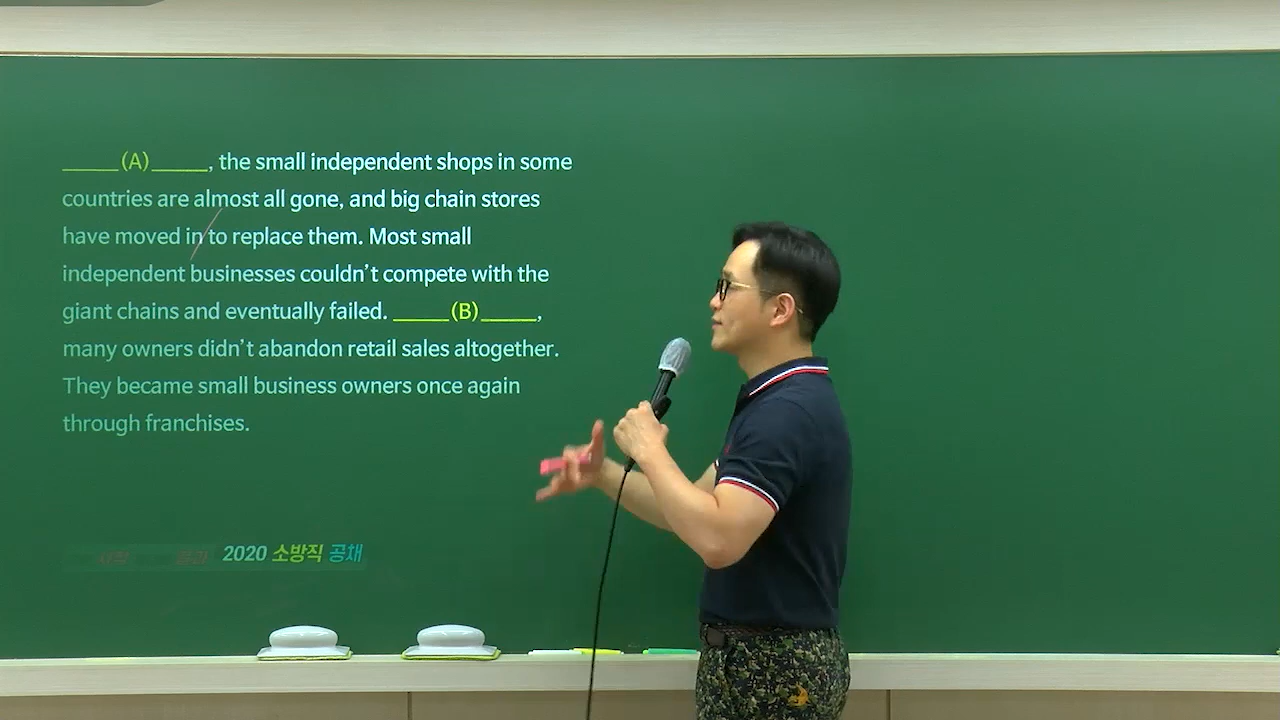 _____(A)_____, the small independent shops in some
countries are almost all gone, and big chain stores
have moved in to replace them. Most small
independent businesses couldn't compete with the
giant chains and eventually failed. _____(B)_____,
many owners didn't abandon retail sales altogether.
They became small business owners once again
through franchises.
2020 소방직 공채